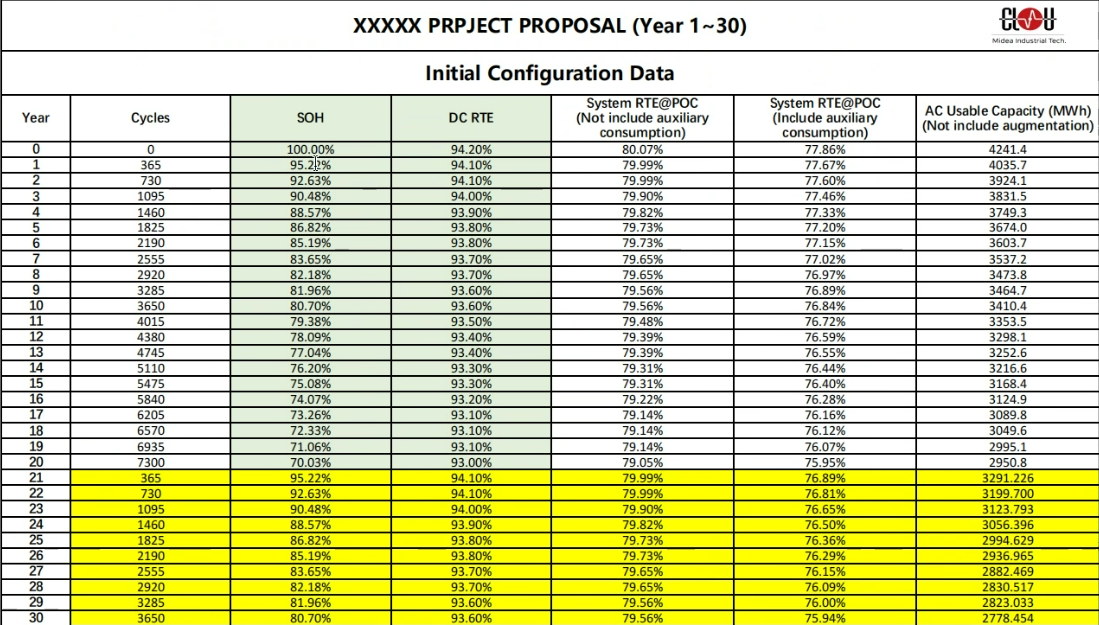 XXXXX PRPJECT PROPOSAL (Year 1~30)
CLOU
Midea Industrial Tech.
Initial Configuration Data
Year Cycles SOH DC RTE System RTE@POC (Not include auxiliary consumption) System RTE@POC (Include auxiliary consumption) AC Usable Capacity (MWh) (Not include augmentation)
0 0 100.00% 94.20% 80.07% 77.86% 4241.4
1 365 95.22% 94.10% 79.99% 77.67% 4035.7
2 730 92.63% 94.10% 79.99% 77.60% 3924.1
3 1095 90.48% 94.00% 79.90% 77.46% 3831.5
4 1460 88.57% 93.90% 79.82% 77.33% 3749.3
5 1825 86.82% 93.80% 79.73% 77.20% 3674.0
6 2190 85.19% 93.80% 79.73% 77.15% 3603.7
7 2555 83.65% 93.70% 79.65% 77.02% 3537.2
8 2920 82.18% 93.70% 79.65% 76.97% 3473.8
9 3285 81.96% 93.60% 79.56% 76.89% 3464.7
10 3650 80.70% 93.60% 79.56% 76.84% 3410.4
11 4015 79.38% 93.50% 79.48% 76.72% 3353.5
12 4380 78.09% 93.40% 79.39% 76.59% 3298.1
13 4745 77.04% 93.40% 79.39% 76.55% 3252.6
14 5110 76.20% 93.30% 79.31% 76.44% 3216.6
15 5475 75.08% 93.30% 79.31% 76.40% 3168.4
16 5840 74.07% 93.20% 79.22% 76.28% 3124.9
17 6205 73.26% 93.10% 79.14% 76.16% 3089.8
18 6570 72.33% 93.10% 79.14% 76.12% 3049.6
19 6935 71.06% 93.10% 79.14% 76.07% 2995.1
20 7300 70.03% 93.00% 79.05% 75.95% 2950.8
21 365 95.22% 94.10% 79.99% 76.89% 3291.226
22 730 92.63% 94.10% 79.99% 76.81% 3199.700
23 1095 90.48% 94.00% 79.90% 76.65% 3123.793
24 1460 88.57% 93.90% 79.82% 76.50% 3056.396
25 1825 86.82% 93.80% 79.73% 76.36% 2994.629
26 2190 85.19% 93.80% 79.73% 76.29% 2936.965
27 2555 83.65% 93.70% 79.65% 76.15% 2882.469
28 2920 82.18% 93.70% 79.65% 76.09% 2830.517
29 3285 81.96% 93.60% 79.56% 76.00% 2823.033
30 3650 80.70% 93.60% 79.56% 75.94% 2778.454